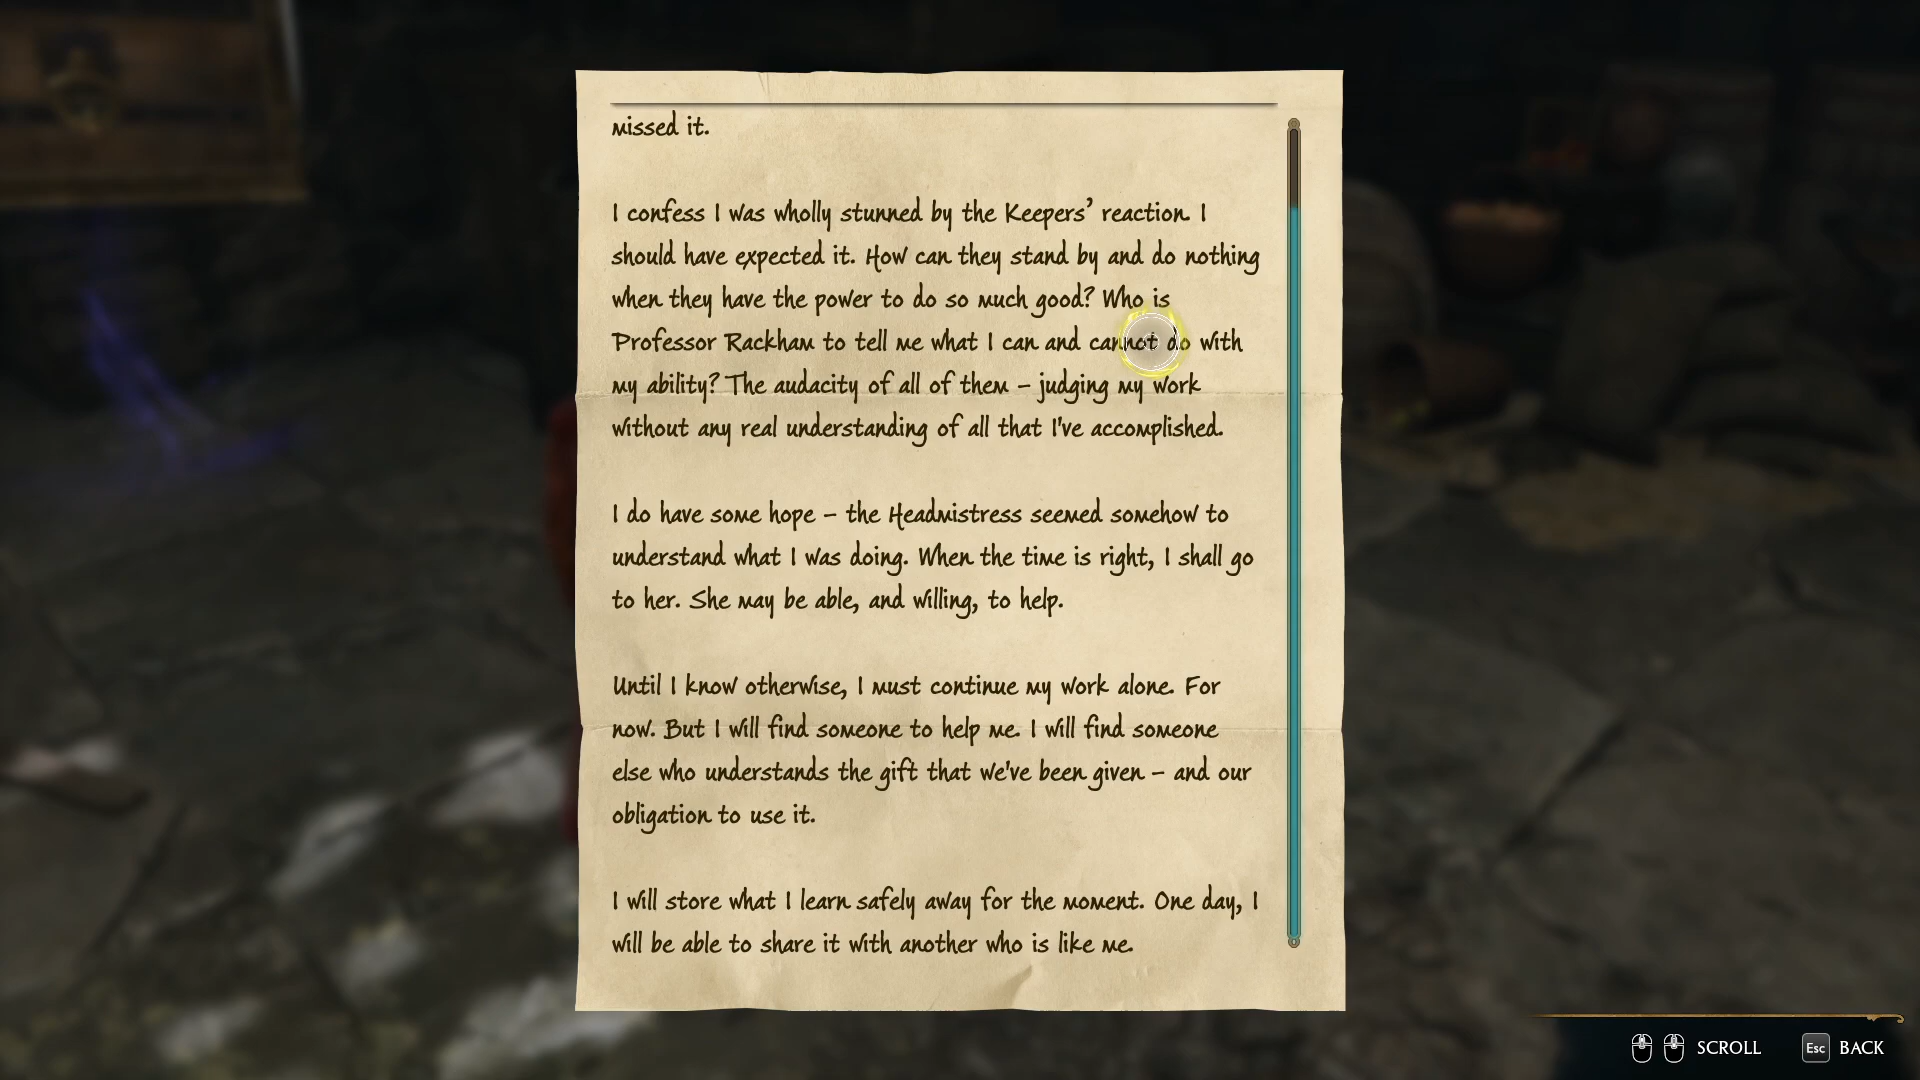 missed it.
I confess I was wholly stunned by the Keepers’ reaction. I
should have expected it. How can they stand by and do nothing
when they have the power to do so much good? Who is
Professor Rackham to tell me what I can and cannot do with
my ability? The audacity of all of them – judging my work
without any real understanding of all that I've accomplished.
I do have some hope – the Headmistress seemed somehow to
understand what I was doing. When the time is right, I shall go
to her. She may be able, and willing, to help.
Until I know otherwise, I must continue my work alone. For
now. But I will find someone to help me. I will find someone
else who understands the gift that we've been given – and our
obligation to use it.
I will store what I learn safely away for the moment. One day, I
will be able to share it with another who is like me.
SCROLL Esc BACK